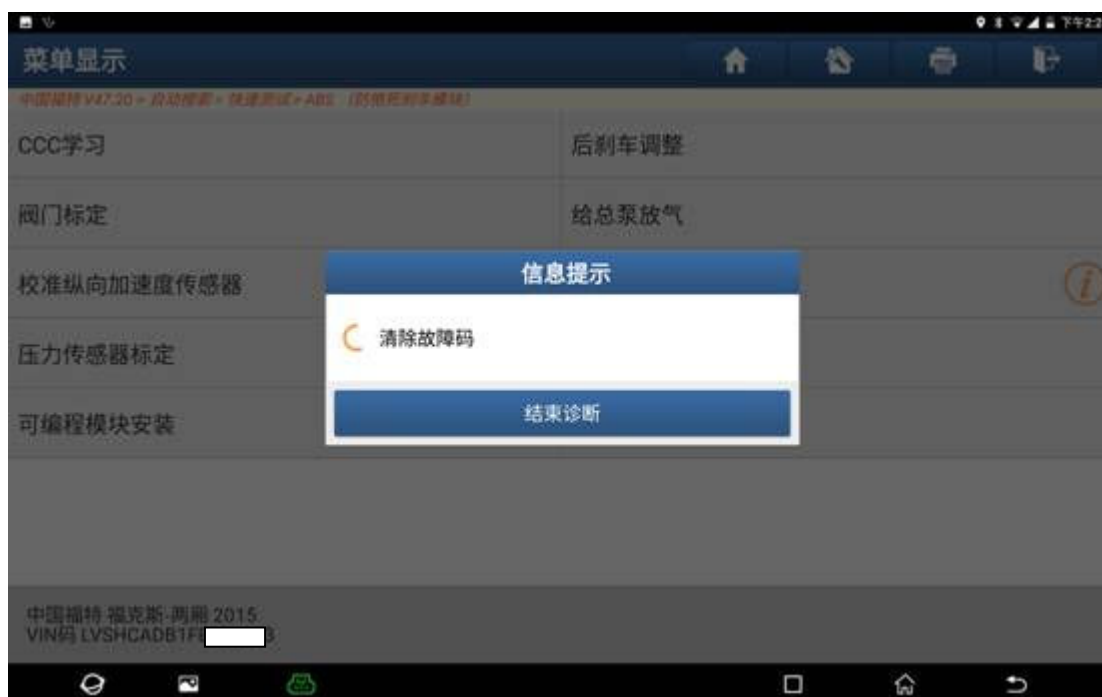 下午2:2
菜单显示
中国福特 V47.20 > 自动搜索 > 快速测试 > ABS （防锁死刹车模块）
CCC学习
后刹车调整
阀门标定
给总泵放气
校准纵向加速度传感器
信息提示
清除故障码
压力传感器标定
结束诊断
可编程模块安装
中国福特 福克斯-两厢 2015
VIN码 LVSHCADB1F